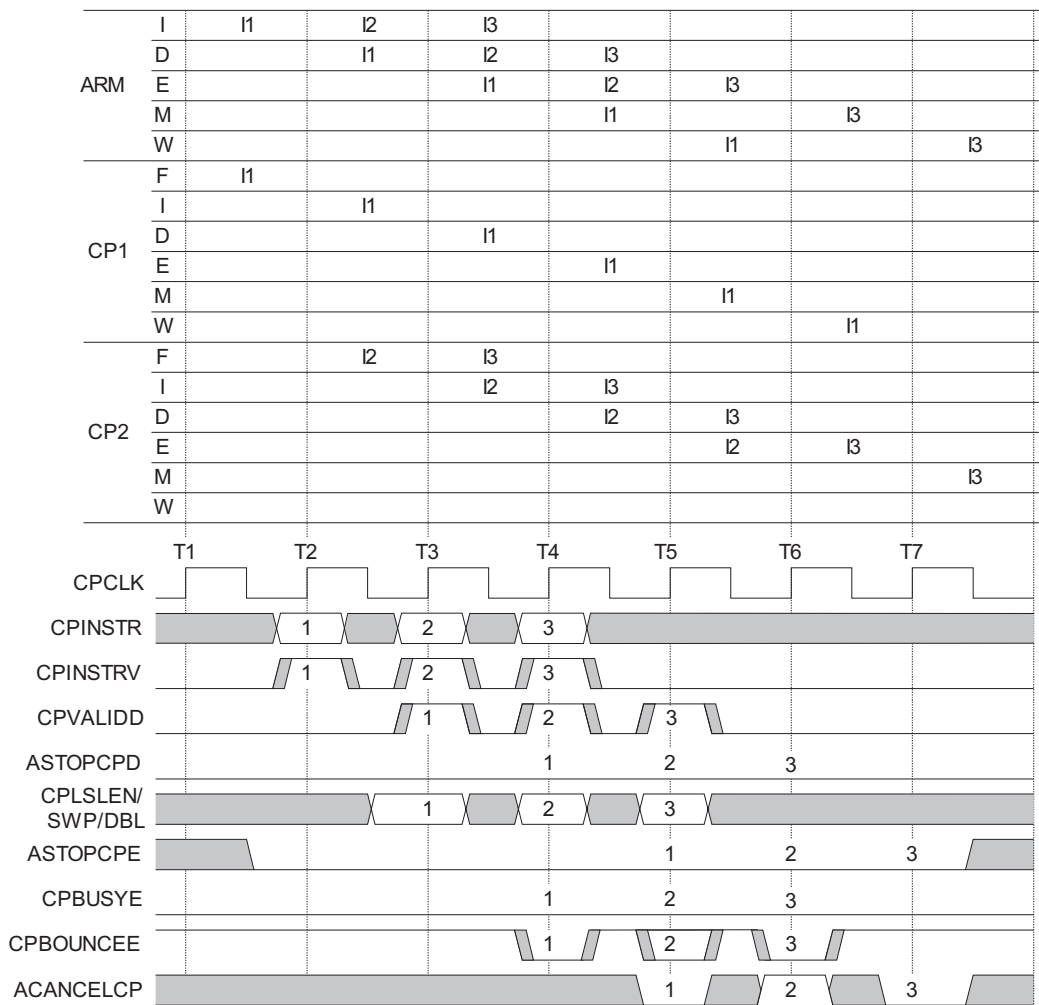 I I1 I2 I3
D I1 I2 I3
ARM E I1 I2 I3
M I1 I3
W I1 I3
F I1
I I1
CP1 D I1
E I1
M I1
W I1
F I2 I3
I I2 I3
CP2 D I2 I3
E I2 I3
M I3
W
T1 T2 T3 T4 T5 T6 T7
CPCLK
CPINSTR 1 2 3
CPINSTRV 1 2 3
CPVALIDD 1 2 3
ASTOPCPD 1 2 3
CPLSLEN/
SWP/DBL 1 2 3
ASTOPCPE 1 2 3
CPBUSYE 1 2 3
CPBOUNCEE 1 2 3
ACANCELCP 1 2 3